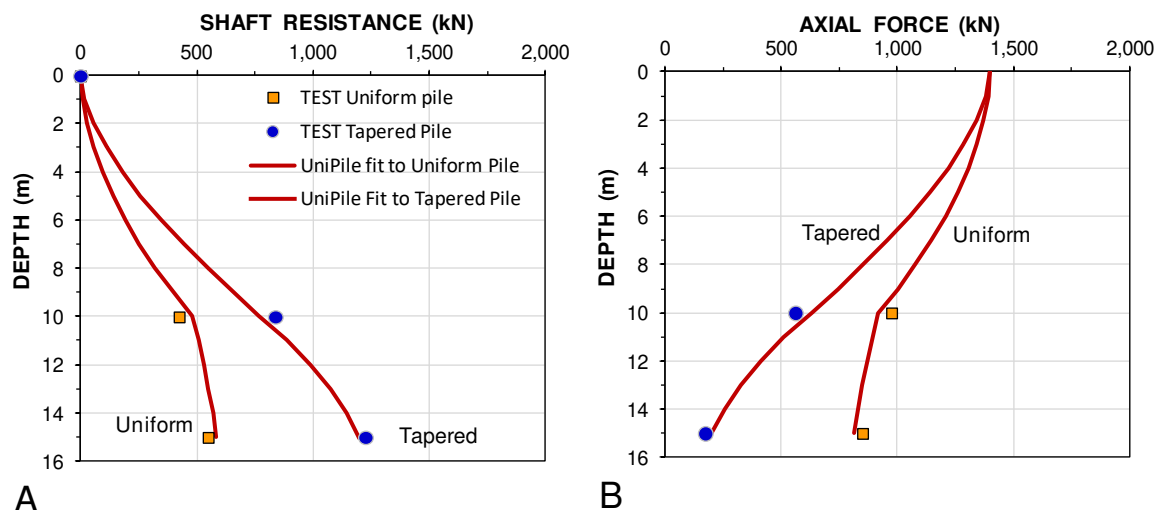 SHAFT RESISTANCE (kN)
0 500 1,000 1,500 2,000
0
2
4
6
8
10
12
14
16
DEPTH (m)
TEST Uniform pile
TEST Tapered Pile
UniPile fit to Uniform Pile
UniPile Fit to Tapered Pile
Uniform
Tapered
A
AXIAL FORCE (kN)
0 500 1,000 1,500 2,000
0
2
4
6
8
10
12
14
16
DEPTH (m)
Tapered
Uniform
B